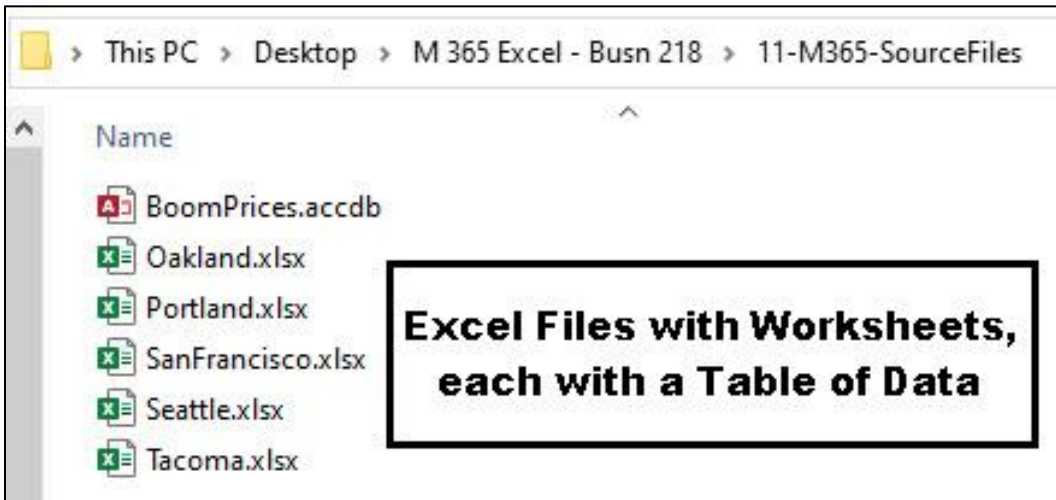 This PC > Desktop > M 365 Excel - Busn 218 > 11-M365-SourceFiles
Name
BoomPrices.accdb
Oakland.xlsx
Portland.xlsx
SanFrancisco.xlsx
Seattle.xlsx
Tacoma.xlsx
Excel Files with Worksheets,
each with a Table of Data